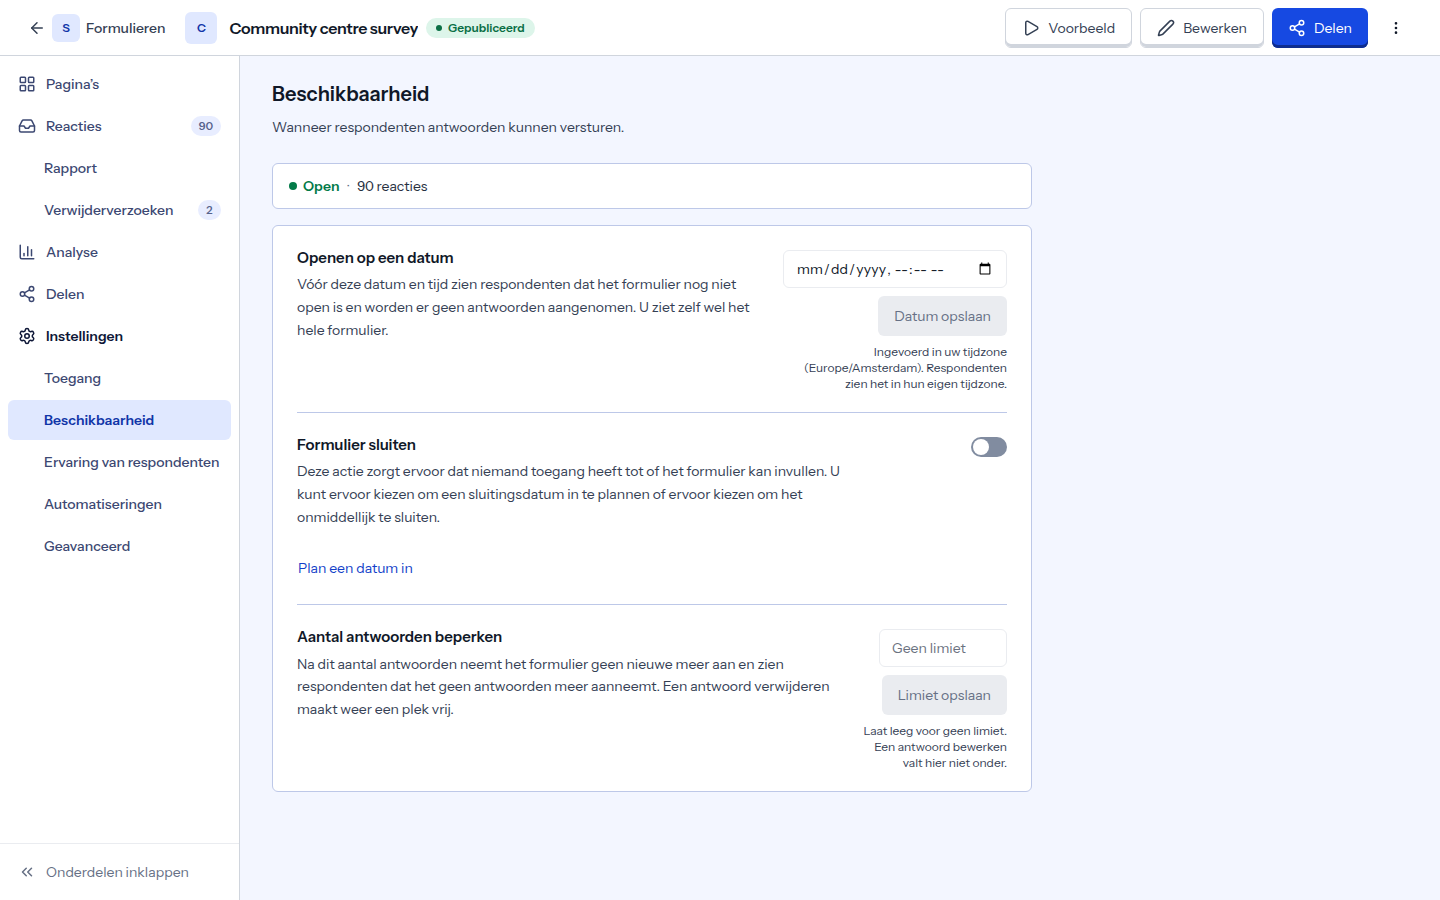 S Formulieren C Community centre survey Gepubliceerd Voorbeeld Bewerken Delen
Pagina's
Reacties 90
Rapport
Verwijderverzoeken 2
Analyse
Delen
Instellingen
Toegang
Beschikbaarheid
Ervaring van respondenten
Automatiseringen
Geavanceerd
Onderdelen inklappen
Beschikbaarheid
Wanneer respondenten antwoorden kunnen versturen.
Open · 90 reacties
Openen op een datum
Vóór deze datum en tijd zien respondenten dat het formulier nog niet
open is en worden er geen antwoorden aangenomen. U ziet zelf wel het
hele formulier.
mm/dd/yyyy, --:-- --
Datum opslaan
Ingevoerd in uw tijdzone
(Europe/Amsterdam). Respondenten
zien het in hun eigen tijdzone.
Formulier sluiten
Deze actie zorgt ervoor dat niemand toegang heeft tot of het formulier kan invullen. U
kunt ervoor kiezen om een sluitingsdatum in te plannen of ervoor kiezen om het
onmiddellijk te sluiten.
Plan een datum in
Aantal antwoorden beperken
Na dit aantal antwoorden neemt het formulier geen nieuwe meer aan en zien
respondenten dat het geen antwoorden meer aanneemt. Een antwoord verwijderen
maakt weer een plek vrij.
Geen limiet
Limiet opslaan
Laat leeg voor geen limiet.
Een antwoord bewerken
valt hier niet onder.